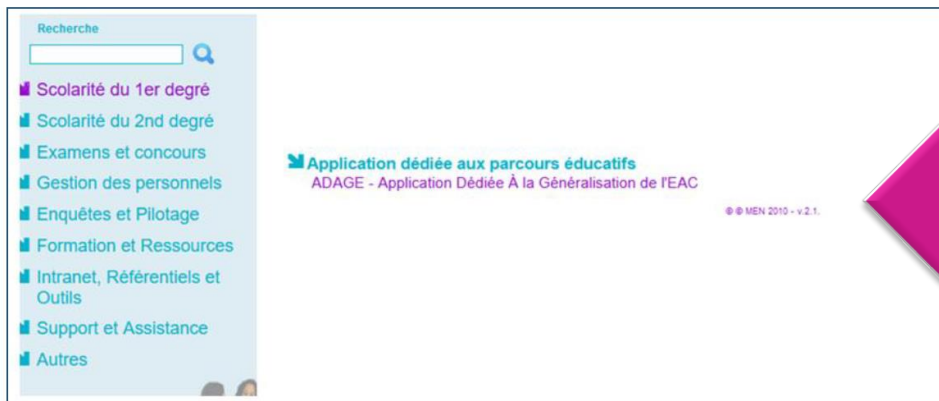 Recherche
Scolarité du 1er degré
Scolarité du 2nd degré
Examens et concours
Gestion des personnels
Enquêtes et Pilotage
Formation et Ressources
Intranet, Référentiels et
Outils
Support et Assistance
Autres
Application dédiée aux parcours éducatifs
ADAGE - Application Dédiée À la Généralisation de l'EAC
© © MEN 2010 - v.2.1.